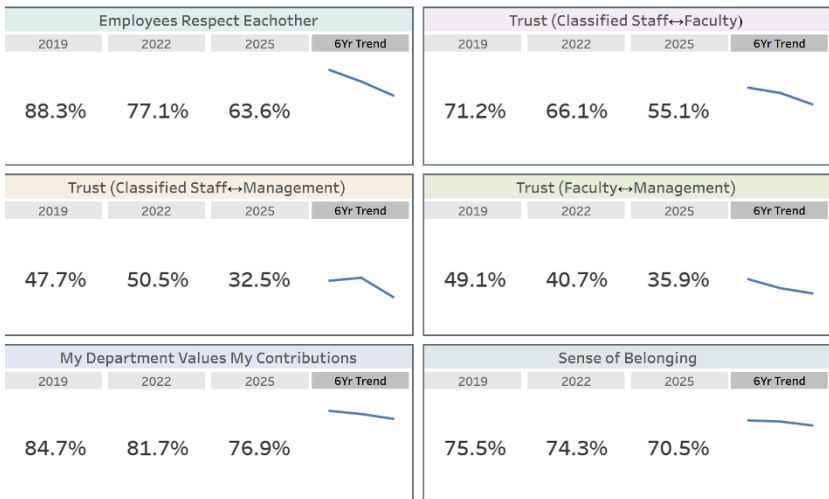 Employees Respect Eachother
2019 2022 2025 6Yr Trend
88.3% 77.1% 63.6%
Trust (Classified Staff↔Faculty)
2019 2022 2025 6Yr Trend
71.2% 66.1% 55.1%
Trust (Classified Staff↔Management)
2019 2022 2025 6Yr Trend
47.7% 50.5% 32.5%
Trust (Faculty↔Management)
2019 2022 2025 6Yr Trend
49.1% 40.7% 35.9%
My Department Values My Contributions
2019 2022 2025 6Yr Trend
84.7% 81.7% 76.9%
Sense of Belonging
2019 2022 2025 6Yr Trend
75.5% 74.3% 70.5%